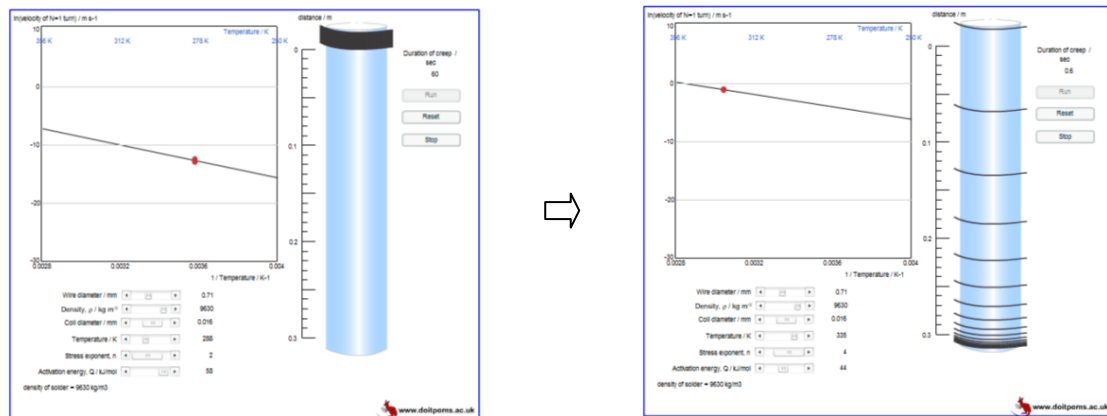 ln(velocity of N=1 turn) / m s-1
10
0
-10
-20
-30
Temperature / K
312 K
278 K
0.0028
0.0032
0.0036
0.004
1 / Temperature / K-1
distance / m
0
0.1
0.2
0.3
Duration of creep /
sec
60
Run
Reset
Stop
Wire diameter / mm 0.71
Density, ρ / kg m-3 9630
Coil diameter / mm 0.016
Temperature / K 288
Stress exponent, n 2
Activation energy, Q / kJ/mol 58
density of solder = 9630 kg/m3
www.doitpoms.ac.uk
ln(velocity of N=1 turn) / m s-1
10
0
-10
-20
-30
Temperature / K
312 K
278 K
0.0028
0.0032
0.0036
0.004
1 / Temperature / K-1
distance / m
0
0.1
0.2
0.3
Duration of creep /
sec
0.6
Run
Reset
Stop
Wire diameter / mm 0.71
Density, ρ / kg m-3 9630
Coil diameter / mm 0.016
Temperature / K 335
Stress exponent, n 4
Activation energy, Q / kJ/mol 44
density of solder = 9630 kg/m3
www.doitpoms.ac.uk